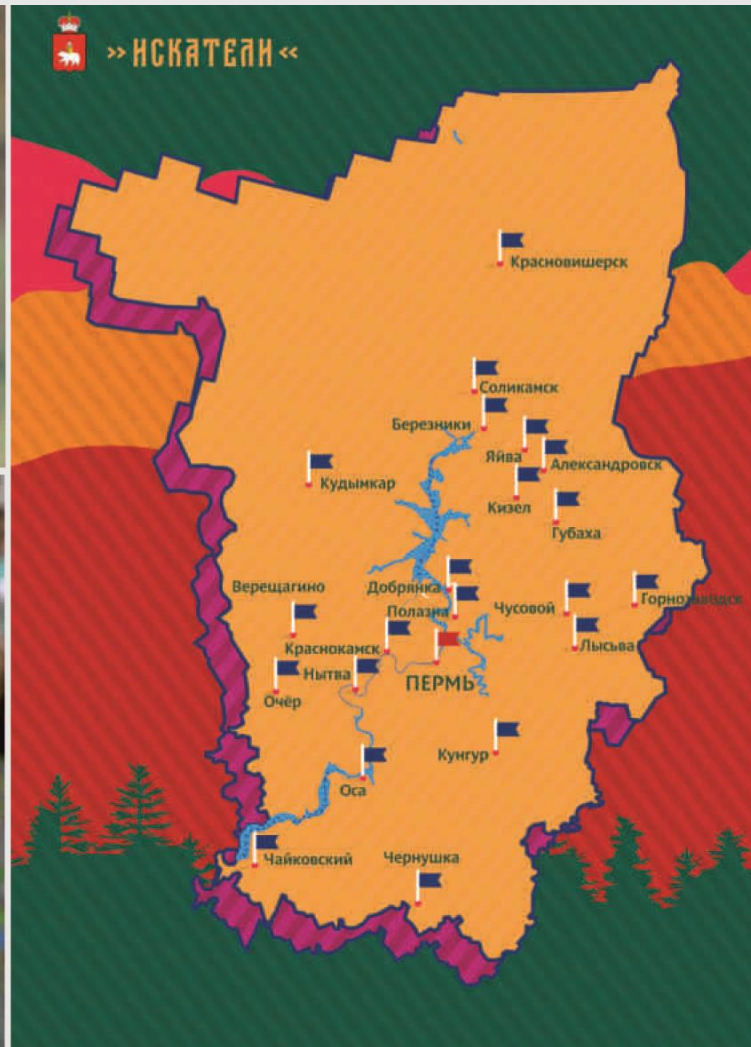 »ИСКАТЕЛИ«
Красновишерск
Соликамск
Березники
Яйва
Александровск
Кудымкар
Кизел
Губаха
Верещагино
Добрянка
Полазна
Чусовой
Горнозаводск
Краснокамск
Лысьва
Нытва
ПЕРМЬ
Очёр
Кунгур
Оса
Чайковский
Чернушка